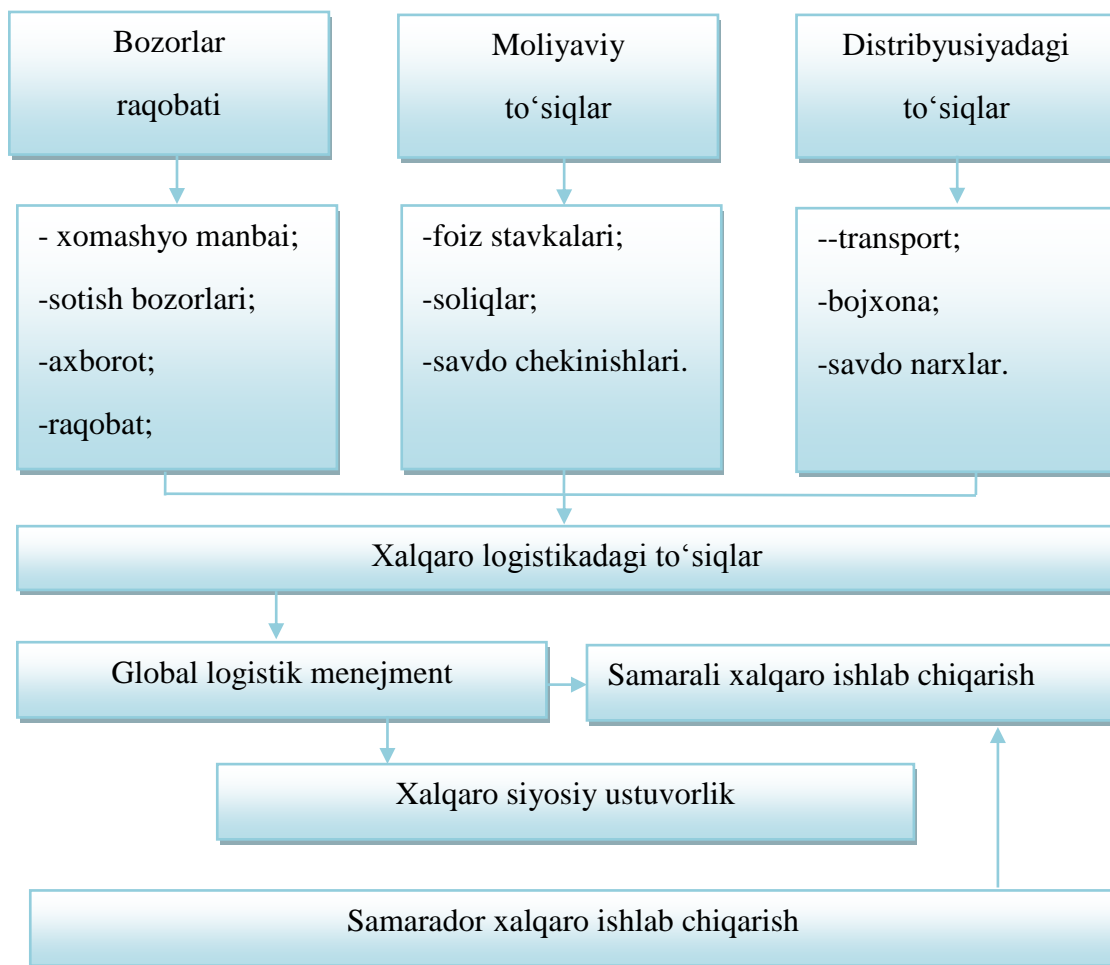 Bozorlar
raqobati
Moliyaviy
to‘siqlar
Distribyusiyadagi
to‘siqlar
- xomashyo manbai;
-sotish bozorlari;
-axborot;
-raqobat;
-foiz stavkalari;
-soliqlar;
-savdo chekinishlari.
--transport;
-bojxona;
-savdo narxlar.
Xalqaro logistikadagi to‘siqlar
Global logistik menejment
Samarali xalqaro ishlab chiqarish
Xalqaro siyosiy ustuvorlik
Samarador xalqaro ishlab chiqarish